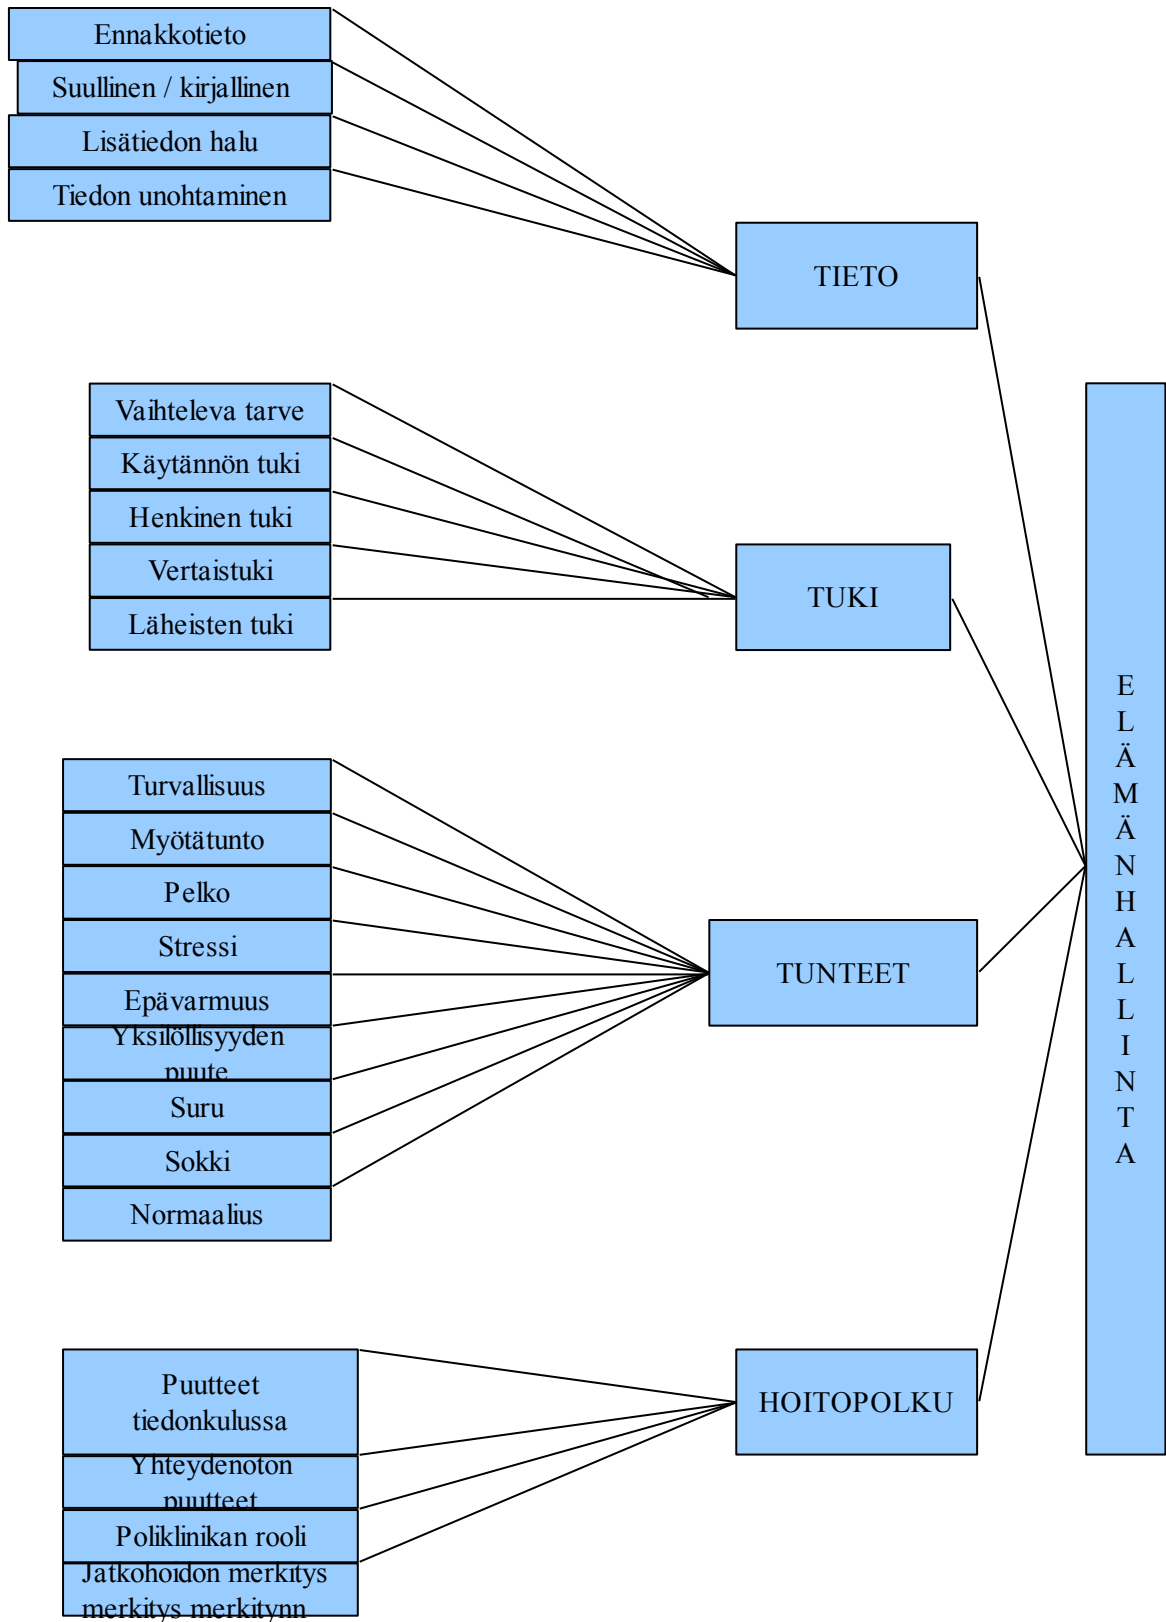 Ennakkotieto
Suullinen / kirjallinen
Lisätiedon halu
Tiedon unohtaminen
TIETO
Vaihteleva tarve
Käytännön tuki
Henkinen tuki
Vertaistuki
Läheisten tuki
TUKI
Turvallisuus
Myötätunto
Pelko
Stressi
Epävarmuus
Yksilöllisyyden
puute
Suru
Sokki
Normaalius
TUNTEET
Puutteet
tiedonkulussa
Yhteydenoton
puutteet
Poliklinikan rooli
Jatkohoidon merkitys
merkitys merkitynn
HOITOPOLKU
E
L
Ä
M
Ä
N
H
A
L
L
I
N
T
A